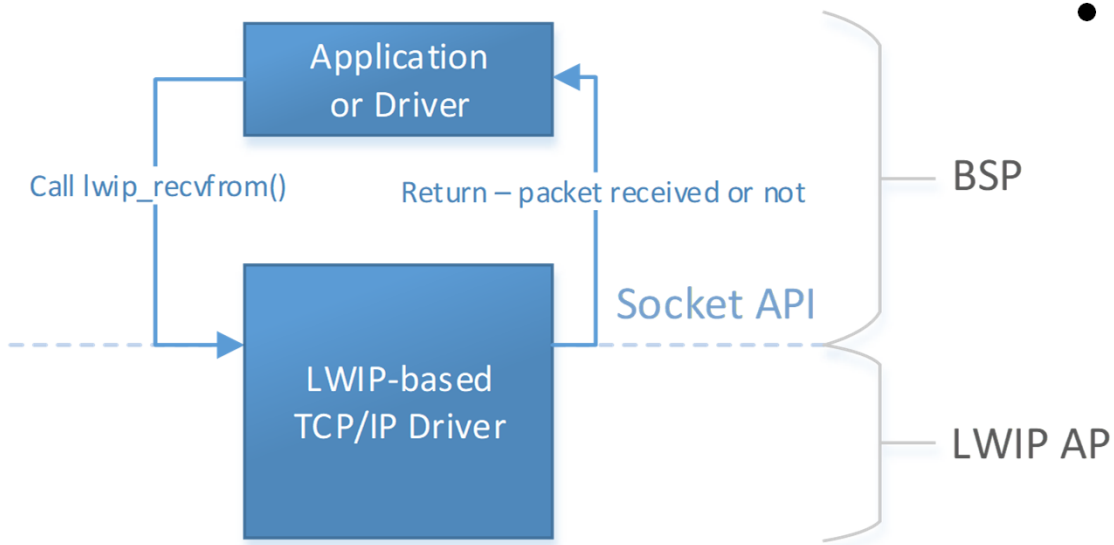 Application
or Driver
Call lwip_recvfrom()
Return – packet received or not
BSP
Socket API
LWIP-based
TCP/IP Driver
LWIP AP